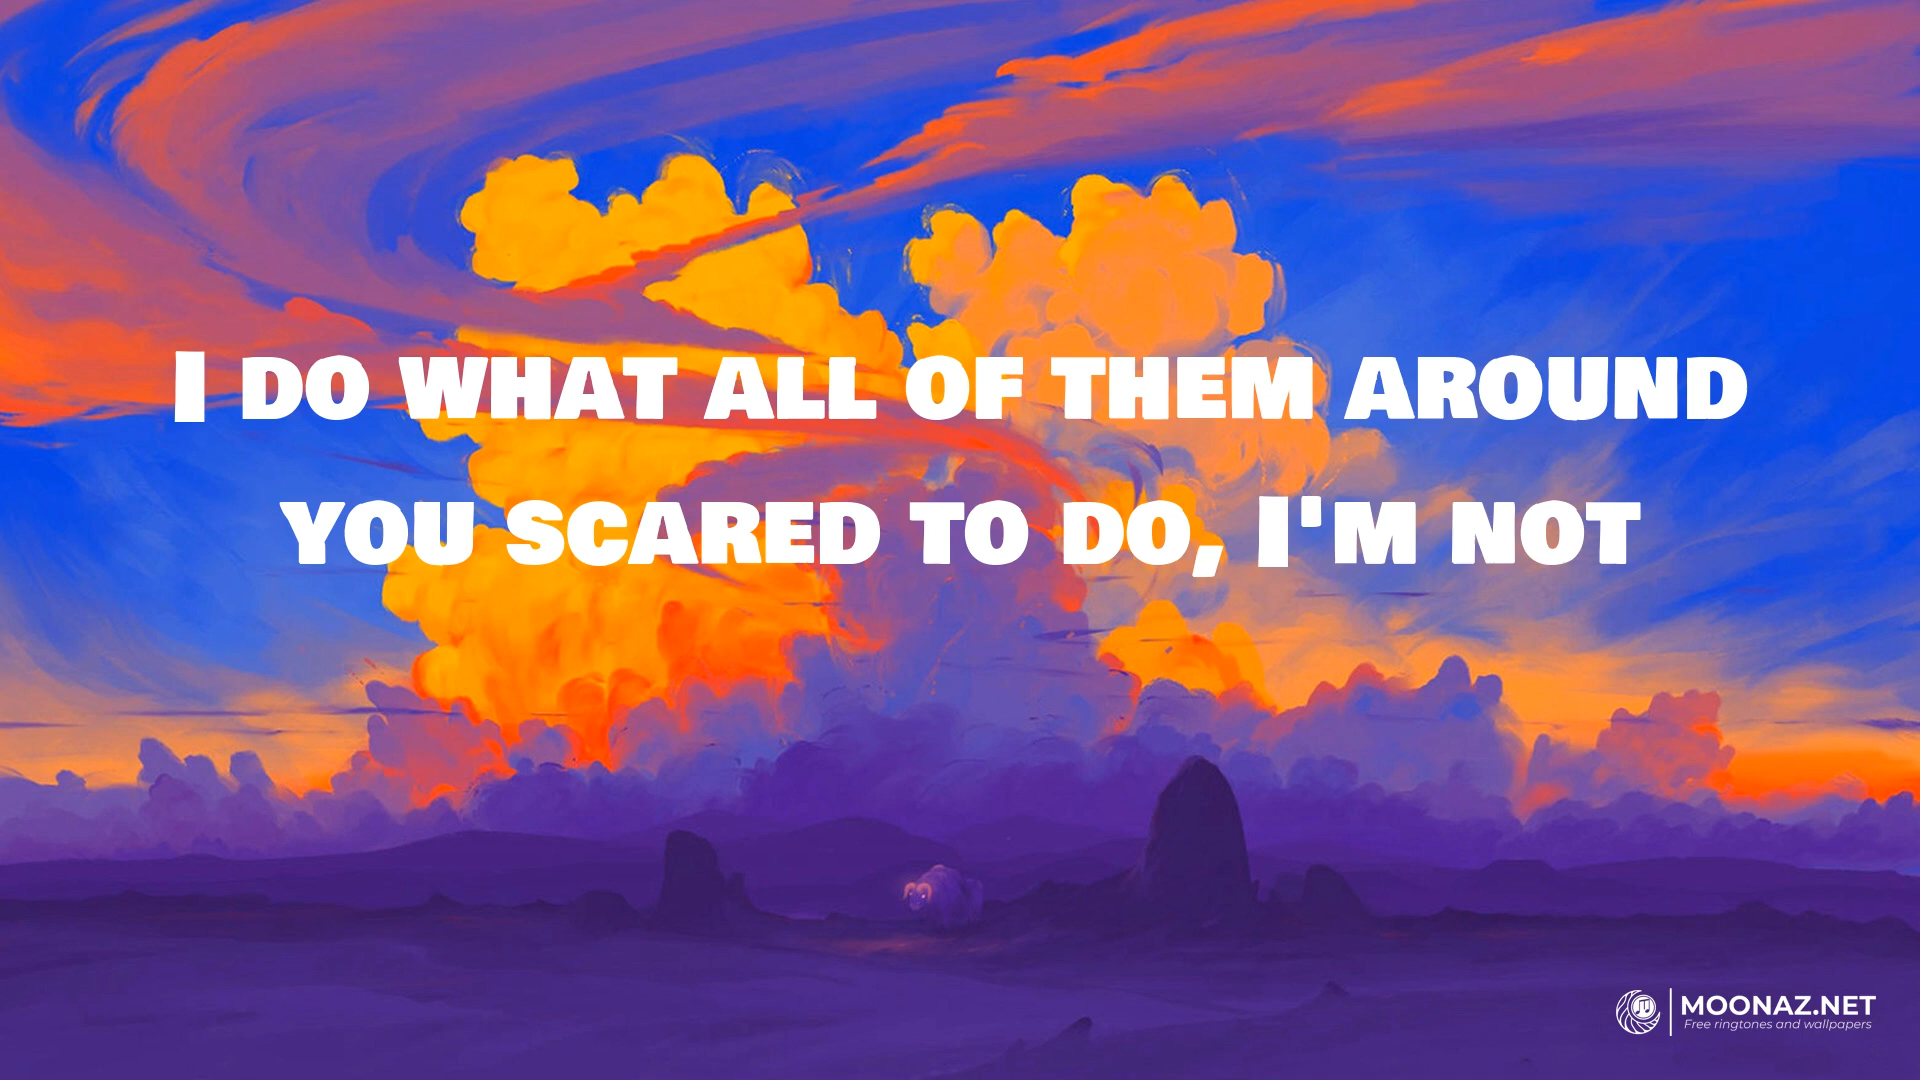 I DO WHAT ALL OF THEM AROUND
YOU SCARED TO DO, I'M NOT
MOONAZ.NET
Free ringtones and wallpapers